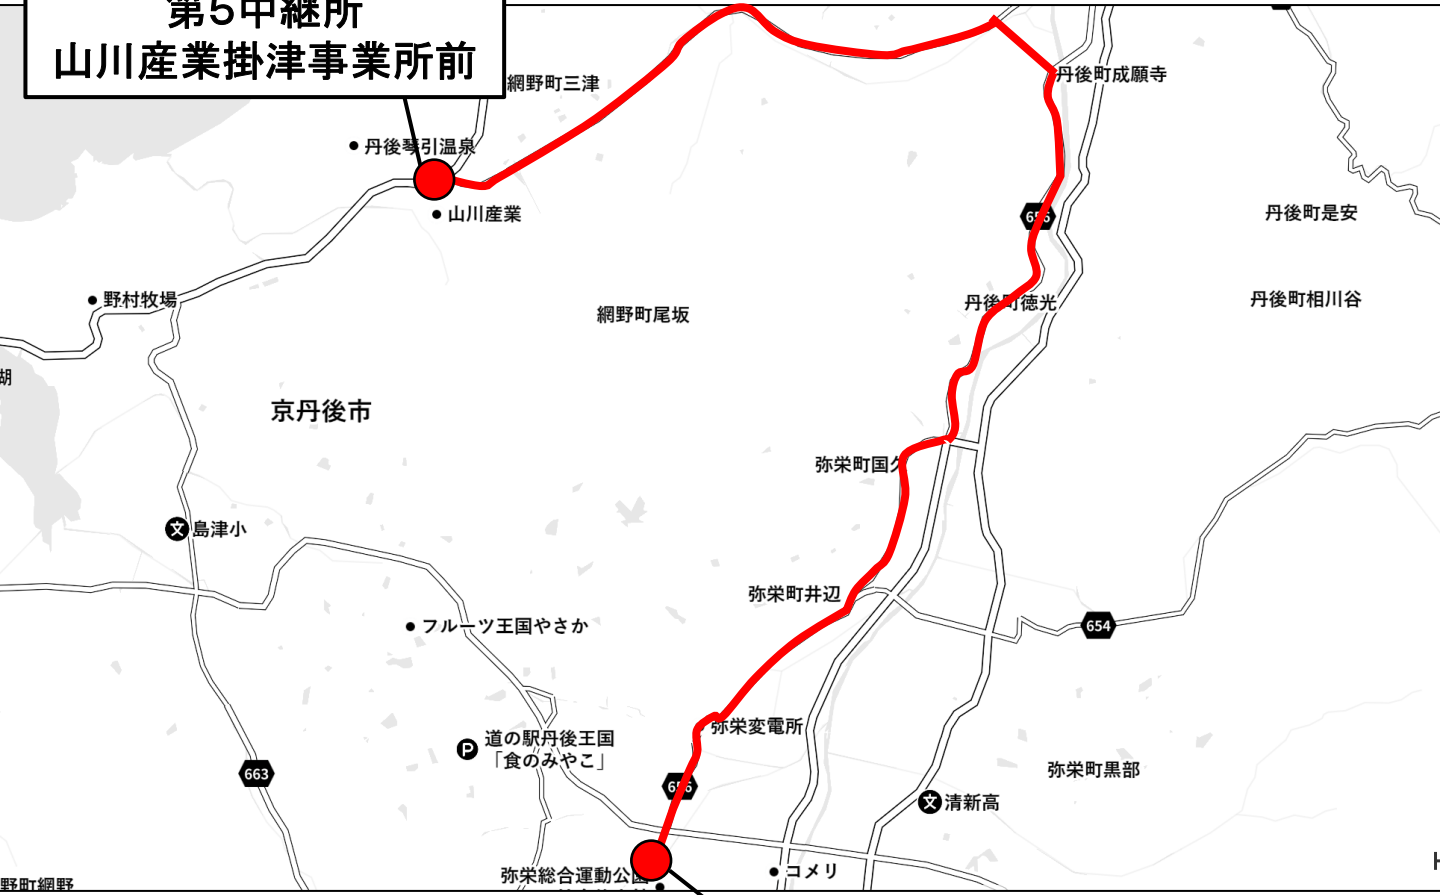 第5中継所
山川産業掛津事業所前
網野町三津
丹後町成願寺
丹後琴引温泉
山川産業
656
丹後町是安
野村牧場
丹後町徳光
丹後町相川谷
網野町尾坂
湖
京丹後市
弥栄町国久
文 島津小
弥栄町井辺
フルーツ王国やさか
654
弥栄変電所
P 道の駅丹後王国
「食のみやこ」
663
656
弥栄町黒部
文 清新高
弥栄総合運動公園
コメリ
野町網野